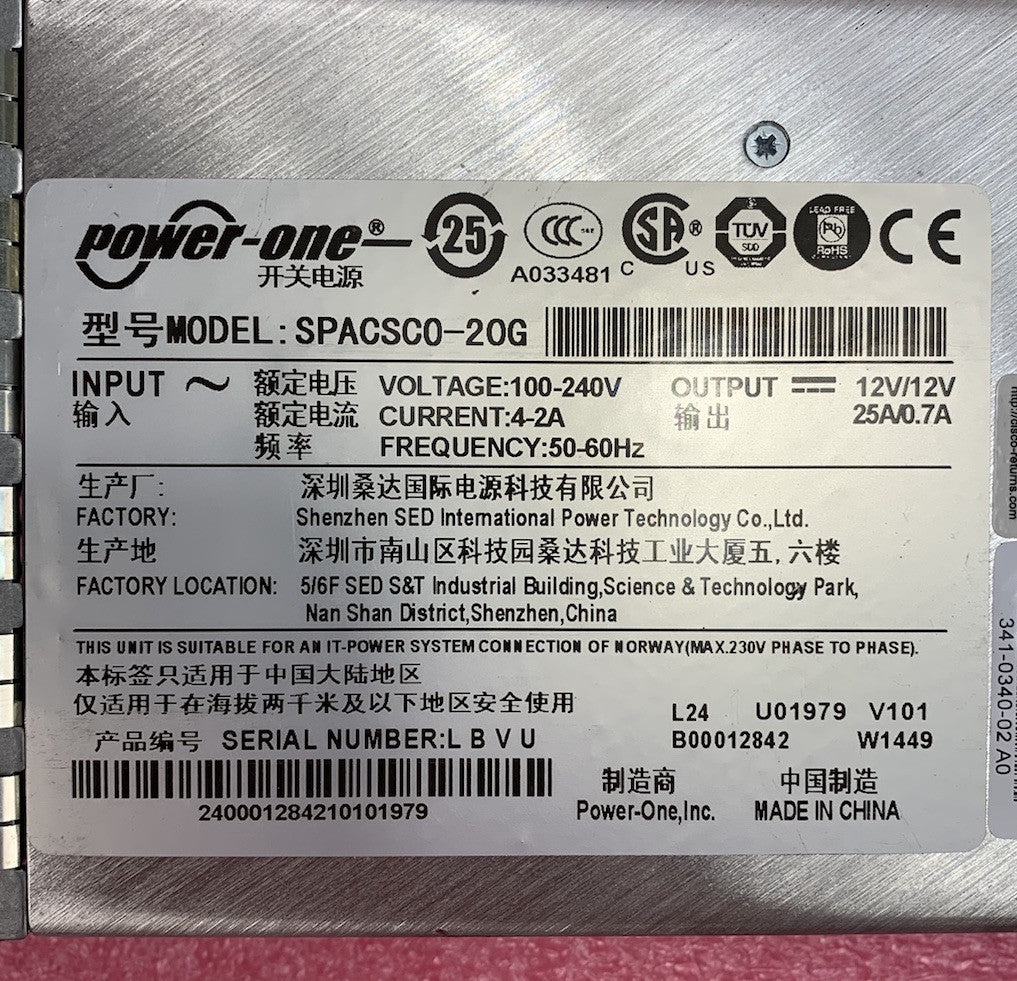 power-one®
开关电源
25
CCC S&E
A033481
C SA® US
TÜV
SÜD
LEAD FREE
Pb
RoHS
CE
型号MODEL:SPACSCO-20G
INPUT ～ 额定电压 VOLTAGE:100-240V OUTPUT 12V/12V
输入 额定电流 CURRENT:4-2A 输出 25A/0.7A
频率 FREQUENCY:50-60Hz
生产厂: 深圳桑达国际电源科技有限公司
FACTORY: Shenzhen SED International Power Technology Co.,Ltd.
生产地 深圳市南山区科技园桑达科技工业大厦五,六楼
FACTORY LOCATION: 5/6F SED S&T Industrial Building,Science & Technology Park,
Nan Shan District,Shenzhen,China
THIS UNIT IS SUITABLE FOR AN IT-POWER SYSTEM CONNECTION OF NORWAY(MAX.230V PHASE TO PHASE).
本标签只适用于中国大陆地区
仅适用于在海拔两千米及以下地区安全使用
L24 U01979 V101
产品编号 SERIAL NUMBER:L B V U B00012842 W1449
240001284210101979
制造商 中国制造
Power-One,Inc. MADE IN CHINA
http://cisco-returns.com
341-0340-02 A0